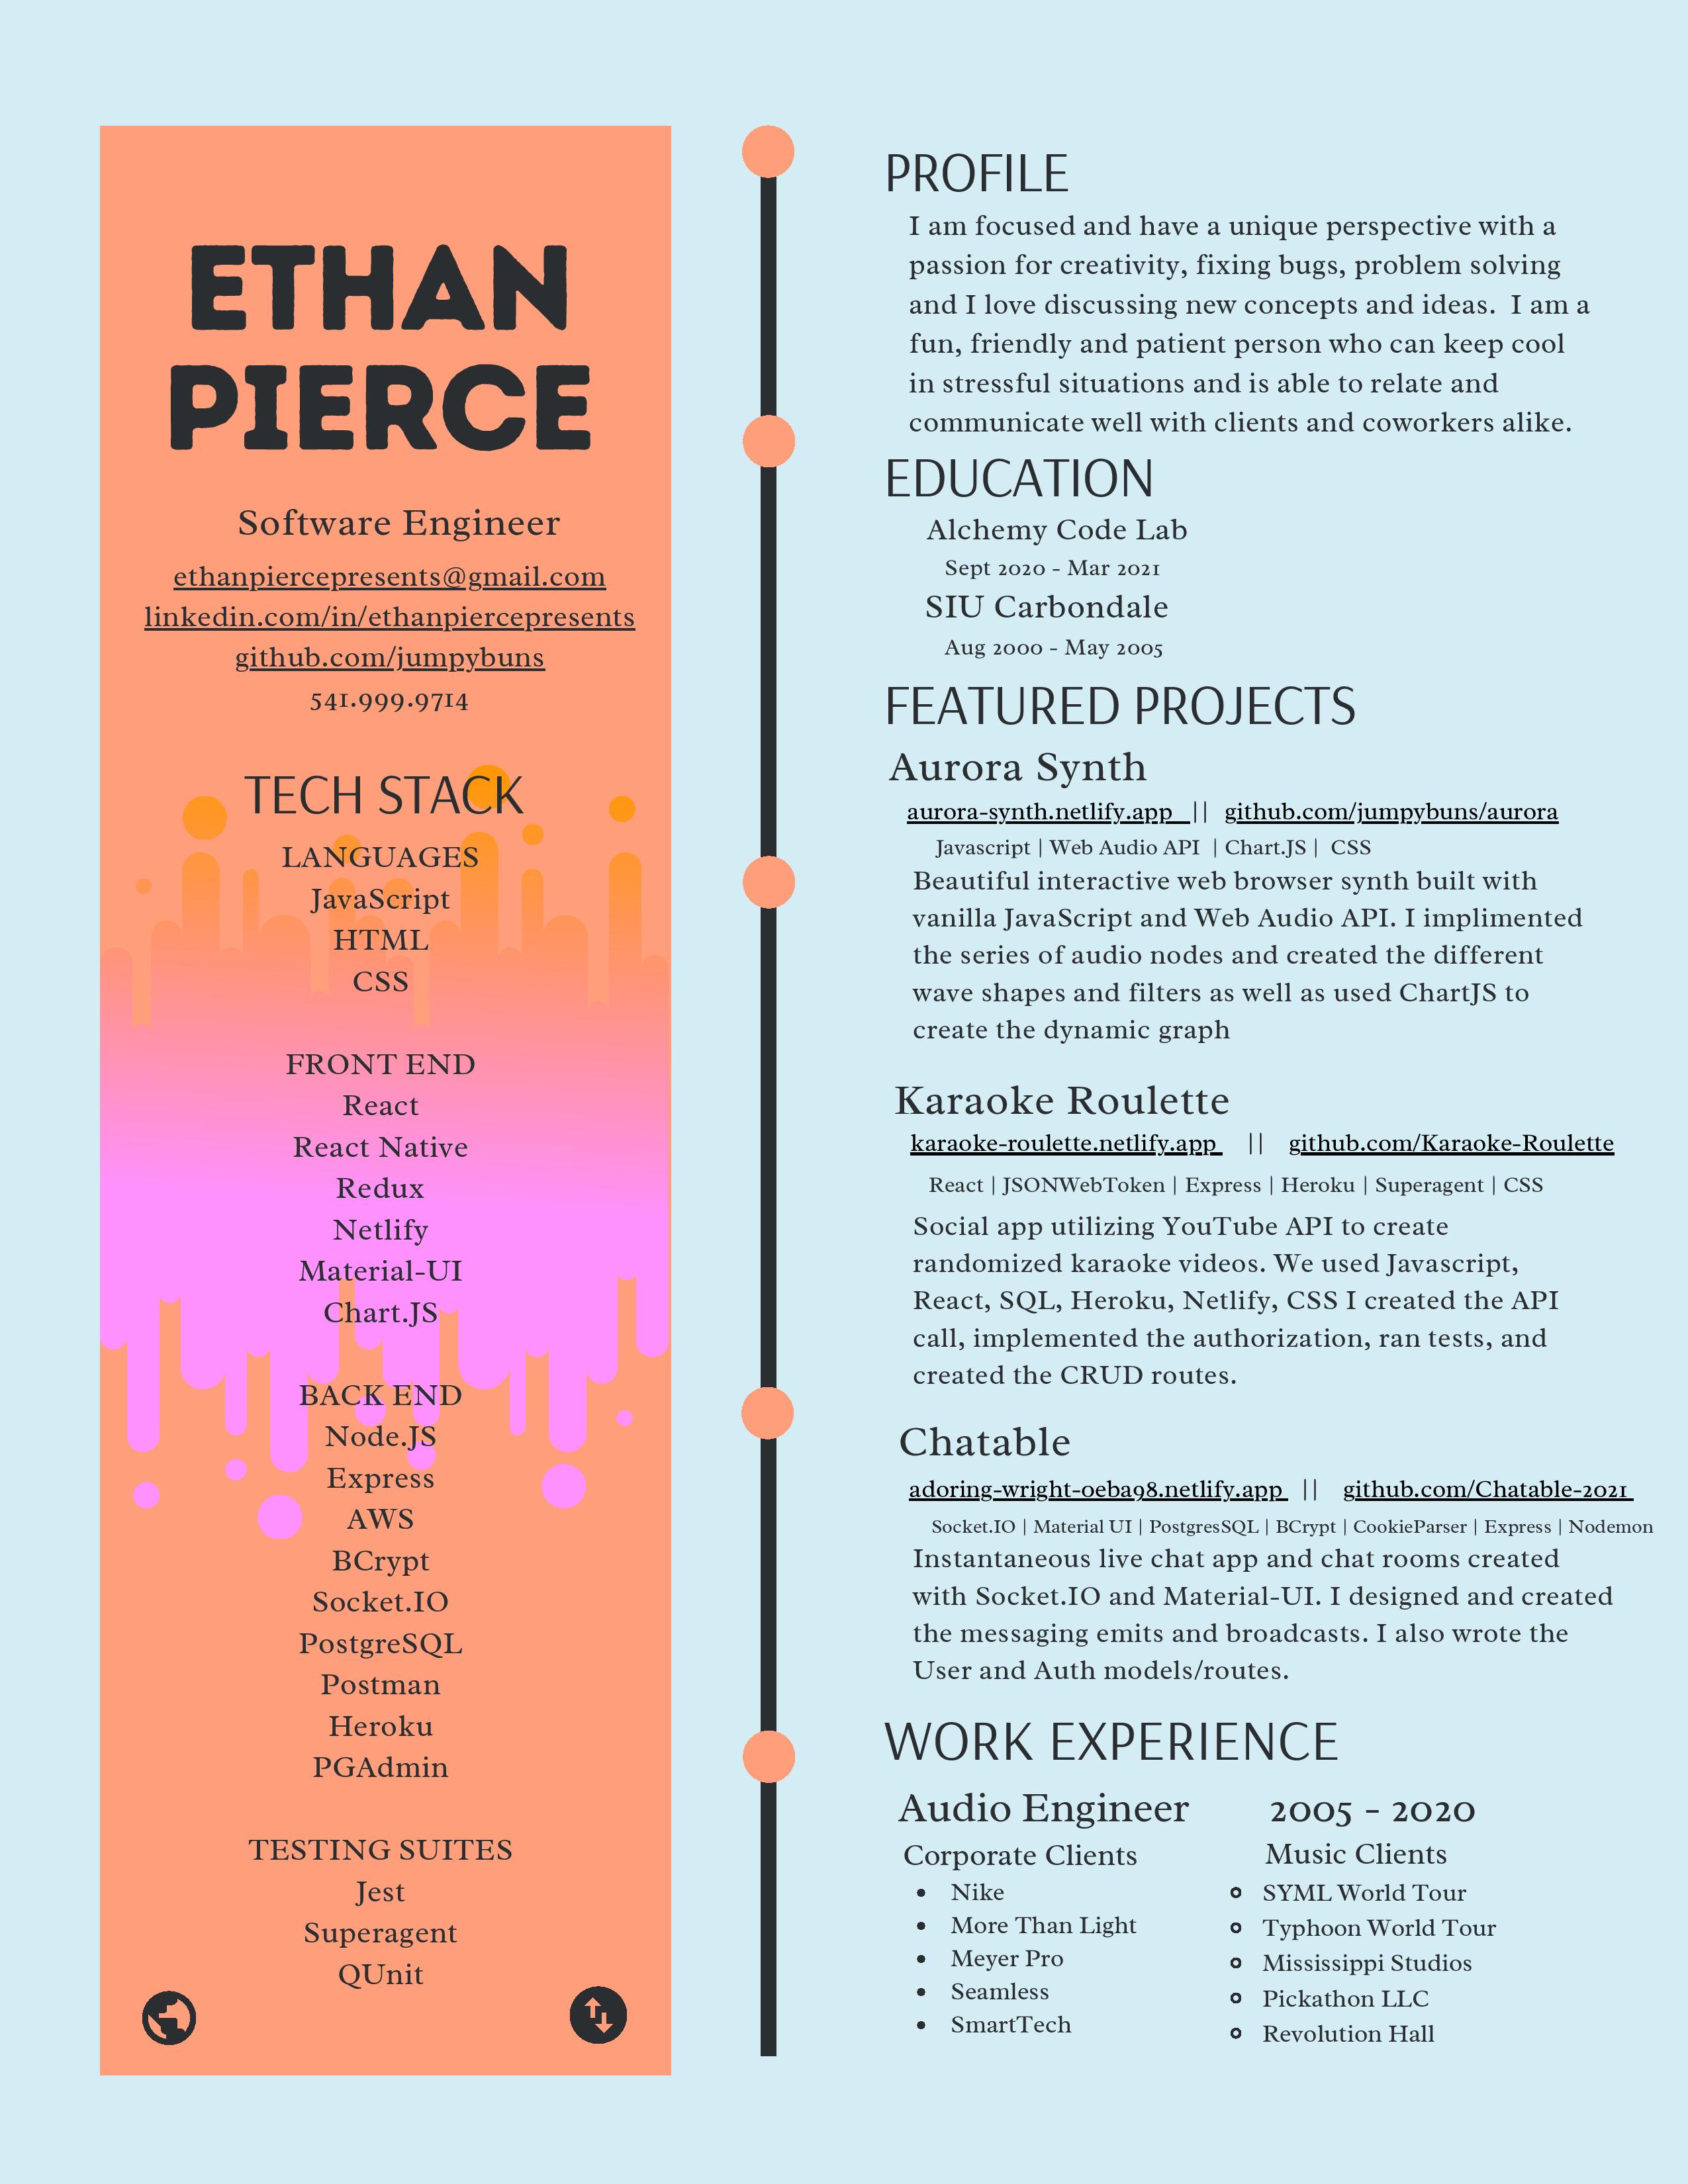 ETHAN
PIERCE
Software Engineer
ethanpiercepresents@gmail.com
linkedin.com/in/ethanpiercepresents
github.com/jumpybuns
541.999.9714
TECH STACK
LANGUAGES
JavaScript
HTML
CSS
FRONT END
React
React Native
Redux
Netlify
Material-UI
Chart.JS
BACK END
Node.JS
Express
AWS
BCrypt
Socket.IO
PostgreSQL
Postman
Heroku
PGAdmin
TESTING SUITES
Jest
Superagent
QUnit
PROFILE
I am focused and have a unique perspective with a
passion for creativity, fixing bugs, problem solving
and I love discussing new concepts and ideas.  I am a
fun, friendly and patient person who can keep cool
in stressful situations and is able to relate and
communicate well with clients and coworkers alike.
EDUCATION
Alchemy Code Lab
Sept 2020 - Mar 2021
SIU Carbondale
Aug 2000 - May 2005
FEATURED PROJECTS
Aurora Synth
aurora-synth.netlify.app || github.com/jumpybuns/aurora
Javascript | Web Audio API | Chart.JS | CSS
Beautiful interactive web browser synth built with
vanilla JavaScript and Web Audio API. I implimented
the series of audio nodes and created the different
wave shapes and filters as well as used ChartJS to
create the dynamic graph
Karaoke Roulette
karaoke-roulette.netlify.app || github.com/Karaoke-Roulette
React | JSONWebToken | Express | Heroku | Superagent | CSS
Social app utilizing YouTube API to create
randomized karaoke videos. We used Javascript,
React, SQL, Heroku, Netlify, CSS I created the API
call, implemented the authorization, ran tests, and
created the CRUD routes.
Chatable
adoring-wright-0eba98.netlify.app || github.com/Chatable-2021
Socket.IO | Material UI | PostgresSQL | BCrypt | CookieParser | Express | Nodemon
Instantaneous live chat app and chat rooms created
with Socket.IO and Material-UI. I designed and created
the messaging emits and broadcasts. I also wrote the
User and Auth models/routes.
WORK EXPERIENCE
Audio Engineer 2005 - 2020
Corporate Clients
• Nike
• More Than Light
• Meyer Pro
• Seamless
• SmartTech
Music Clients
SYML World Tour
Typhoon World Tour
Mississippi Studios
Pickathon LLC
Revolution Hall